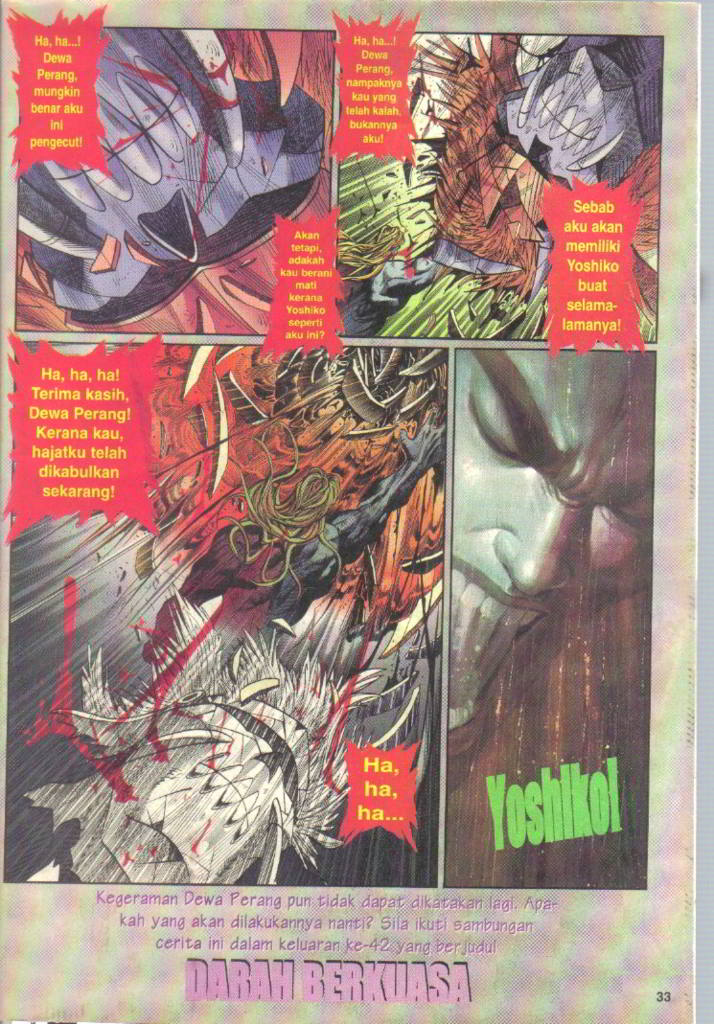 Ha, ha...!
Dewa
Perang,
mungkin
benar aku
ini
pengecut!
Akan
tetapi,
adakah
kau berani
mati
kerana
Yoshiko
seperti
aku ini?
Ha, ha...!
Dewa
Perang,
nampaknya
kau yang
telah kalah,
bukannya
aku!
Sebab
aku akan
memiliki
Yoshiko
buat
selama-
lamanya!
Ha, ha, ha!
Terima kasih,
Dewa Perang!
Kerana kau,
hajatku telah
dikabulkan
sekarang!
Ha,
ha,
ha...
Yoshiko!
Kegeraman Dewa Perang pun tidak dapat dikatakan lagi. Apa-
kah yang akan dilakukannya nanti? Sila ikuti sambungan
cerita ini dalam keluaran ke-42 yang berjudul
DARAH BERKUASA
33